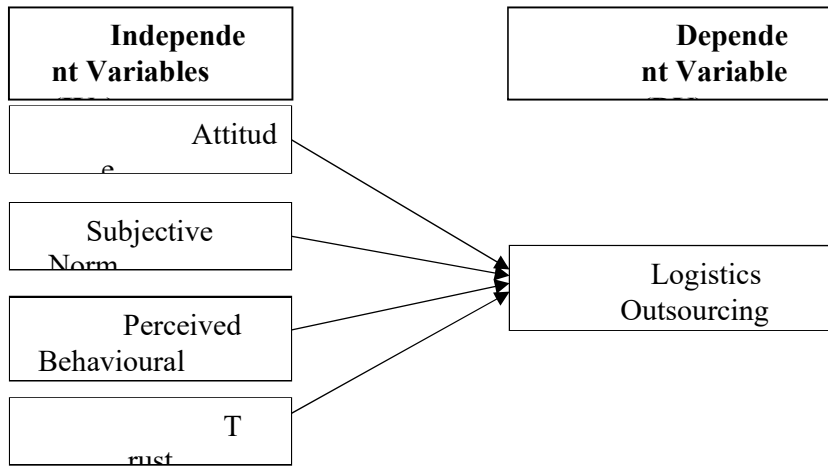 Independe
nt Variables
Depende
nt Variable
Attitud
e
Subjective
Norm
Perceived
Behavioural
T
rust
Logistics
Outsourcing